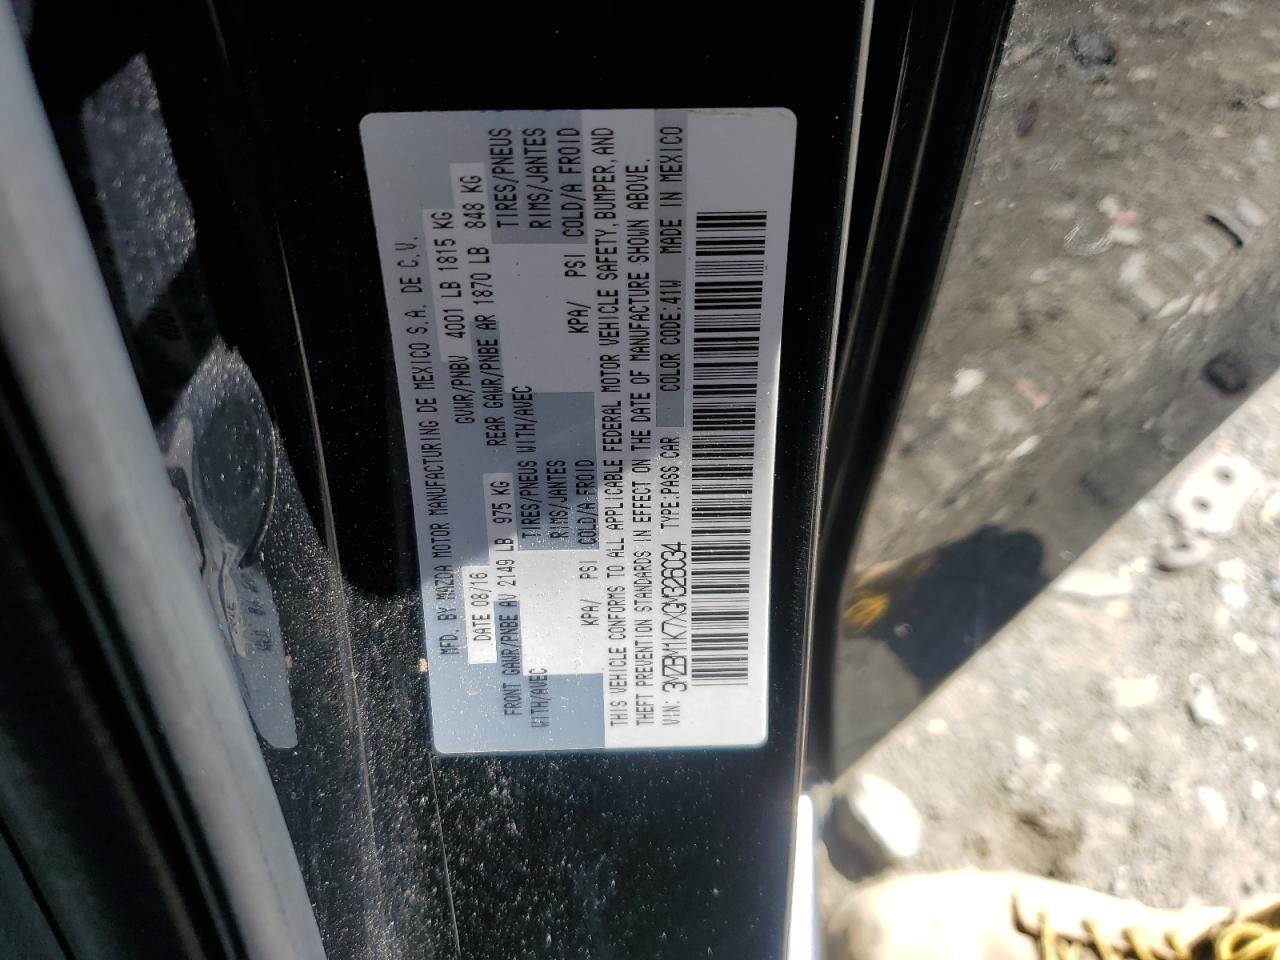 MFD. BY MAZDA MOTOR MANUFACTURING DE MEXICO S.A. DE C.V.
DATE 08/16 GVWR/PNBV 4001 LB 1815 KG
FRONT GAWR/PNBE AV 2149 LB 975 KG REAR GAWR/PNBE AR 1870 LB 848 KG
WITH/AVEC TIRES/PNEUS WITH/AVEC TIRES/PNEUS
RIMS/JANTES RIMS/JANTES
KPA/ PSI COLD/A FROID KPA/ PSI COLD/A FROID
THIS VEHICLE CONFORMS TO ALL APPLICABLE FEDERAL MOTOR VEHICLE SAFETY, BUMPER, AND
THEFT PREVENTION STANDARDS IN EFFECT ON THE DATE OF MANUFACTURE SHOWN ABOVE.
VIN: 3MZBM1K7XGM326034 TYPE:PASS CAR COLOR CODE:41W MADE IN MEXICO